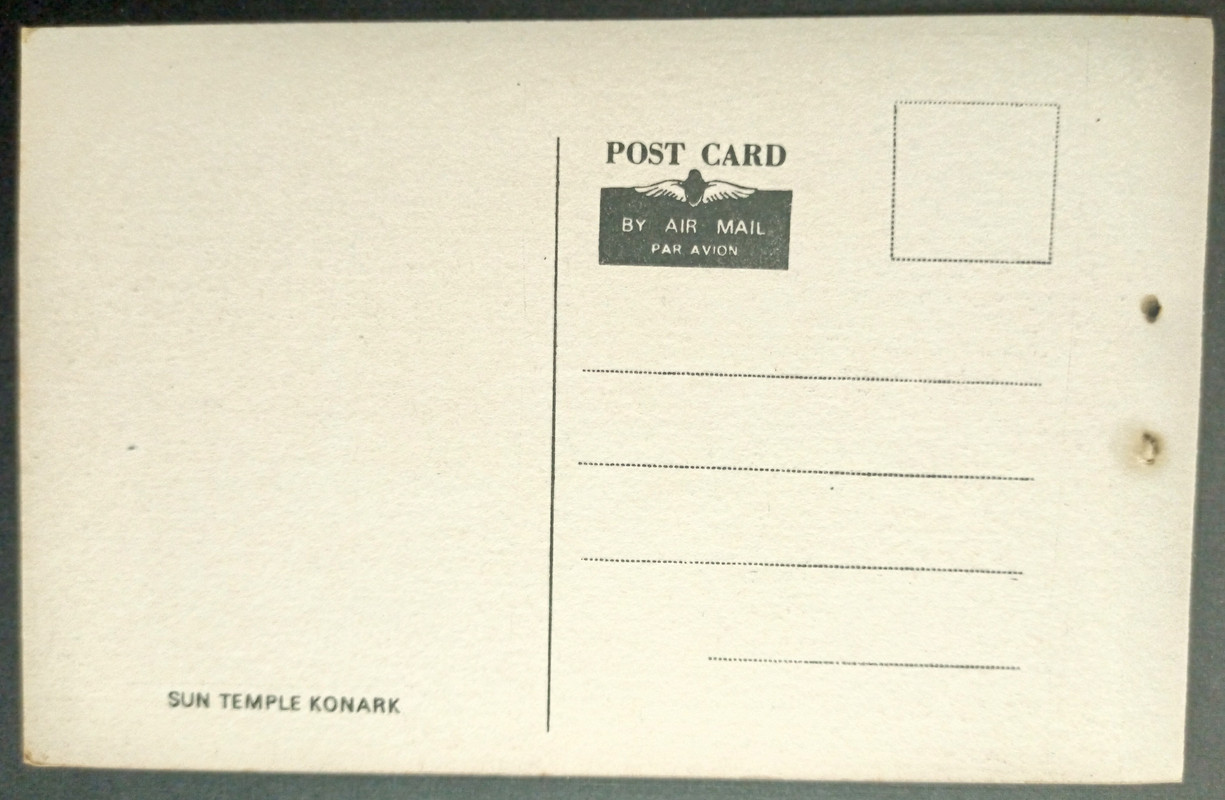 POST CARD
BY AIR MAIL
PAR AVION
SUN TEMPLE KONARK